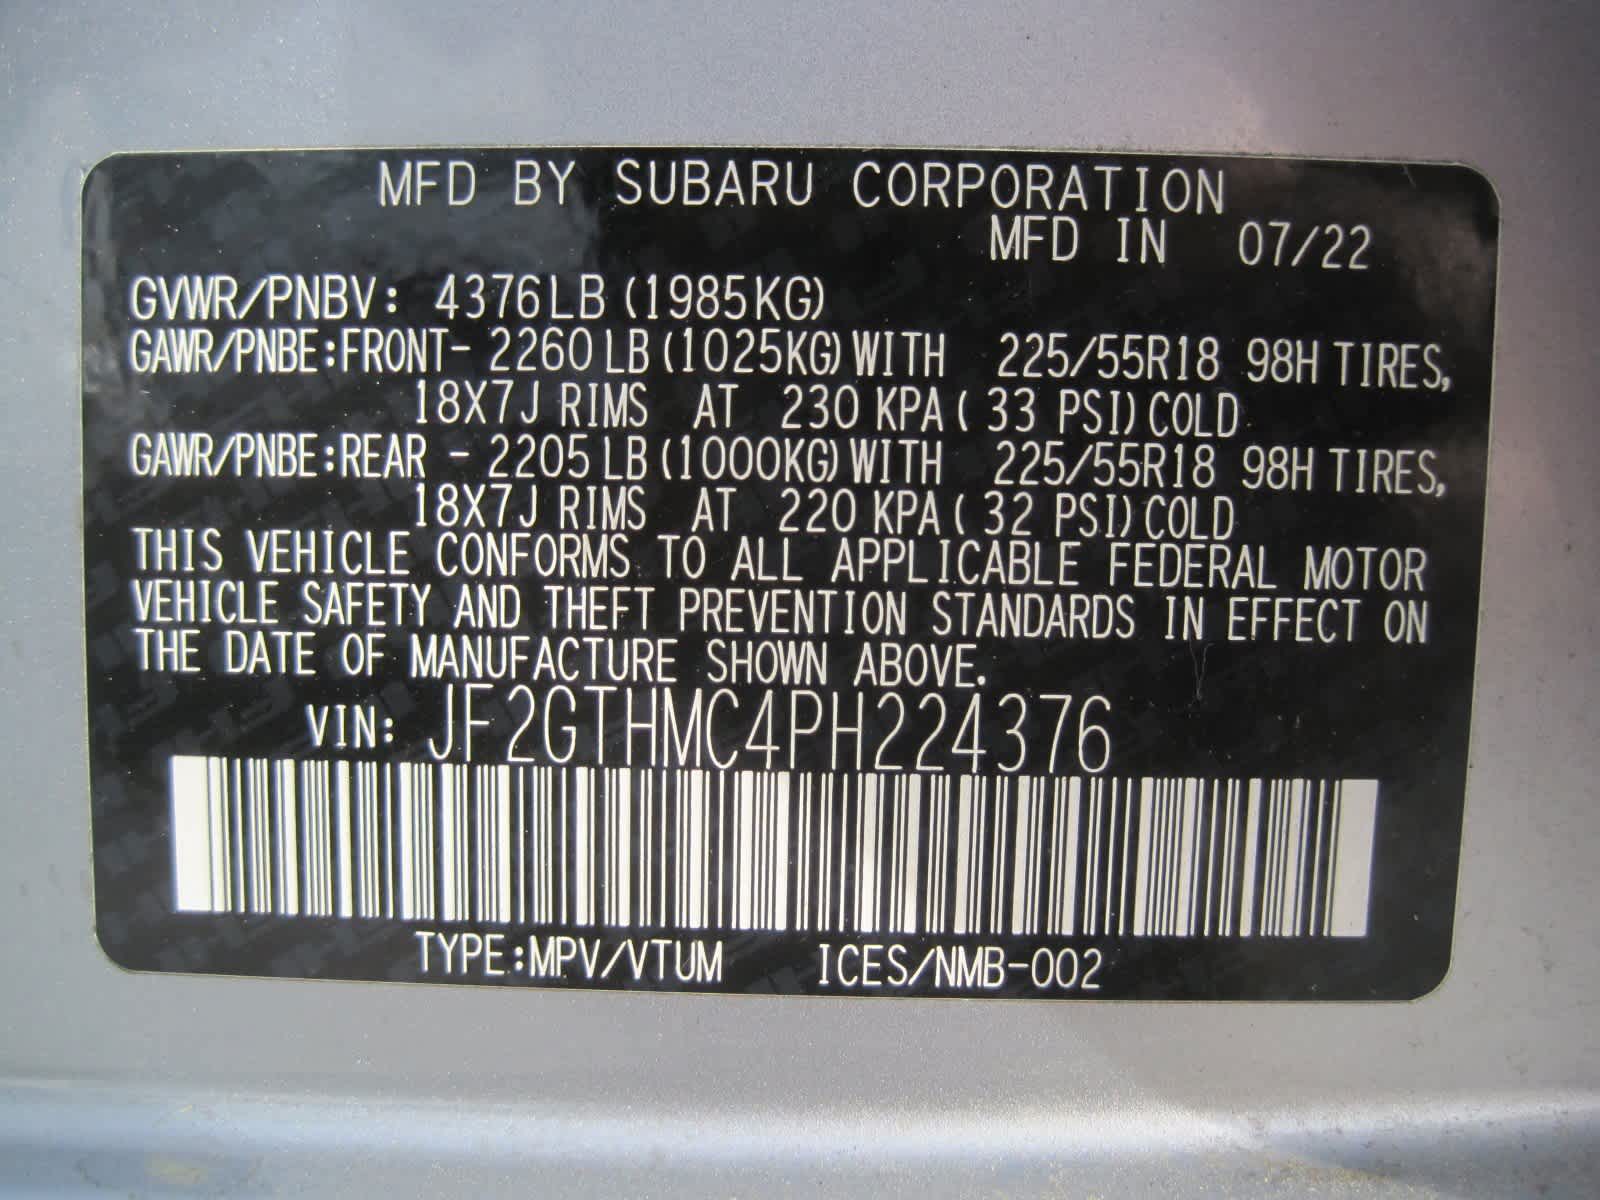 MFD BY SUBARU CORPORATION
MFD IN 07/22
GVWR/PNBV: 4376LB (1985KG)
GAWR/PNBE:FRONT- 2260 LB (1025KG) WITH 225/55R18 98H TIRES,
18X7J RIMS AT 230 KPA ( 33 PSI) COLD
GAWR/PNBE:REAR - 2205 LB (1000KG) WITH 225/55R18 98H TIRES,
18X7J RIMS AT 220 KPA ( 32 PSI) COLD
THIS VEHICLE CONFORMS TO ALL APPLICABLE FEDERAL MOTOR
VEHICLE SAFETY AND THEFT PREVENTION STANDARDS IN EFFECT ON
THE DATE OF MANUFACTURE SHOWN ABOVE.
VIN: JF2GTHMC4PH224376
TYPE:MPV/VTUM ICES/NMB-002